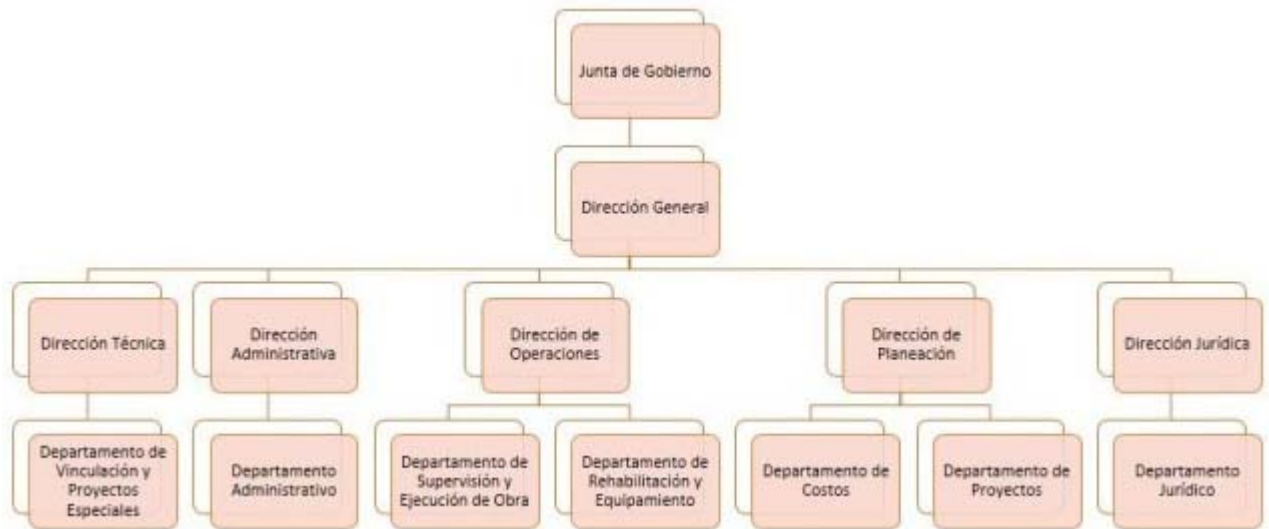 Junta de Gobierno
Dirección General
Dirección Técnica
Dirección
Administrativa
Dirección de
Operaciones
Dirección de
Planeación
Dirección Jurídica
Departamento de
Vinculación y
Proyectos
Especiales
Departamento
Administrativo
Departamento de
Supervisión y
Ejecución de Obra
Departamento de
Rehabilitación y
Equipamiento
Departamento de
Costos
Departamento de
Proyectos
Departamento
Jurídico